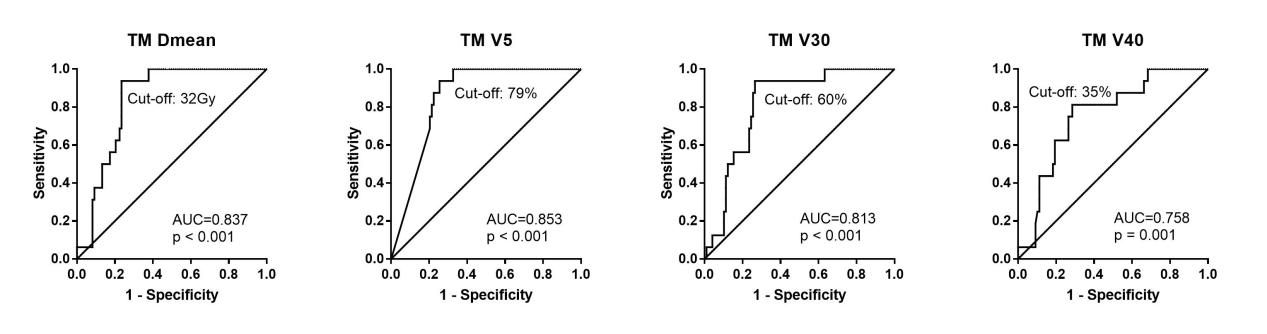 TM Dmean
1.0
0.8
0.6
0.4
0.2
0.0
Sensitivity
Cut-off: 32Gy
AUC=0.837
p < 0.001
0.0 0.2 0.4 0.6 0.8 1.0
1 - Specificity
TM V5
1.0
0.8
0.6
0.4
0.2
0.0
Sensitivity
Cut-off: 79%
AUC=0.853
p < 0.001
0.0 0.2 0.4 0.6 0.8 1.0
1 - Specificity
TM V30
1.0
0.8
0.6
0.4
0.2
0.0
Sensitivity
Cut-off: 60%
AUC=0.813
p < 0.001
0.0 0.2 0.4 0.6 0.8 1.0
1 - Specificity
TM V40
1.0
0.8
0.6
0.4
0.2
0.0
Sensitivity
Cut-off: 35%
AUC=0.758
p = 0.001
0.0 0.2 0.4 0.6 0.8 1.0
1 - Specificity